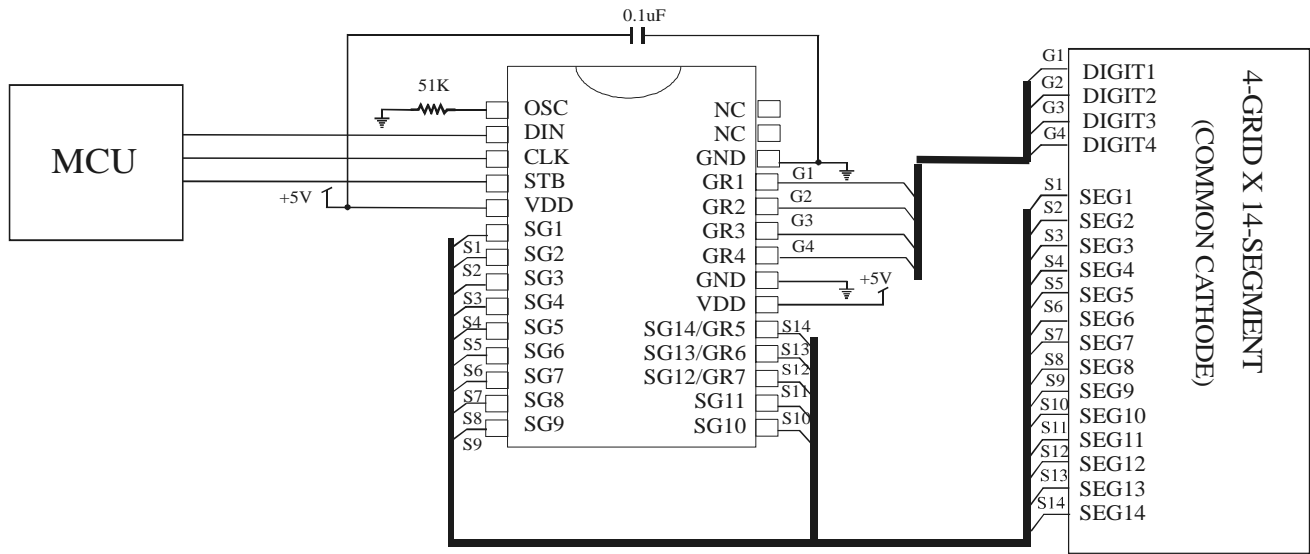 0.1uF
51K
MCU
+5V
OSC
DIN
CLK
STB
VDD
SG1
SG2
SG3
SG4
SG5
SG6
SG7
SG8
SG9
S1
S2
S3
S4
S5
S6
S7
S8
S9
NC
NC
GND
GR1
GR2
GR3
GR4
GND
VDD
SG14/GR5
SG13/GR6
SG12/GR7
SG11
SG10
G1
G2
G3
G4
+5V
S14
S13
S12
S11
S10
G1
G2
G3
G4
S1
S2
S3
S4
S5
S6
S7
S8
S9
S10
S11
S12
S13
S14
DIGIT1
DIGIT2
DIGIT3
DIGIT4
SEG1
SEG2
SEG3
SEG4
SEG5
SEG6
SEG7
SEG8
SEG9
SEG10
SEG11
SEG12
SEG13
SEG14
4-GRID X 14-SEGMENT
(COMMON CATHODE)